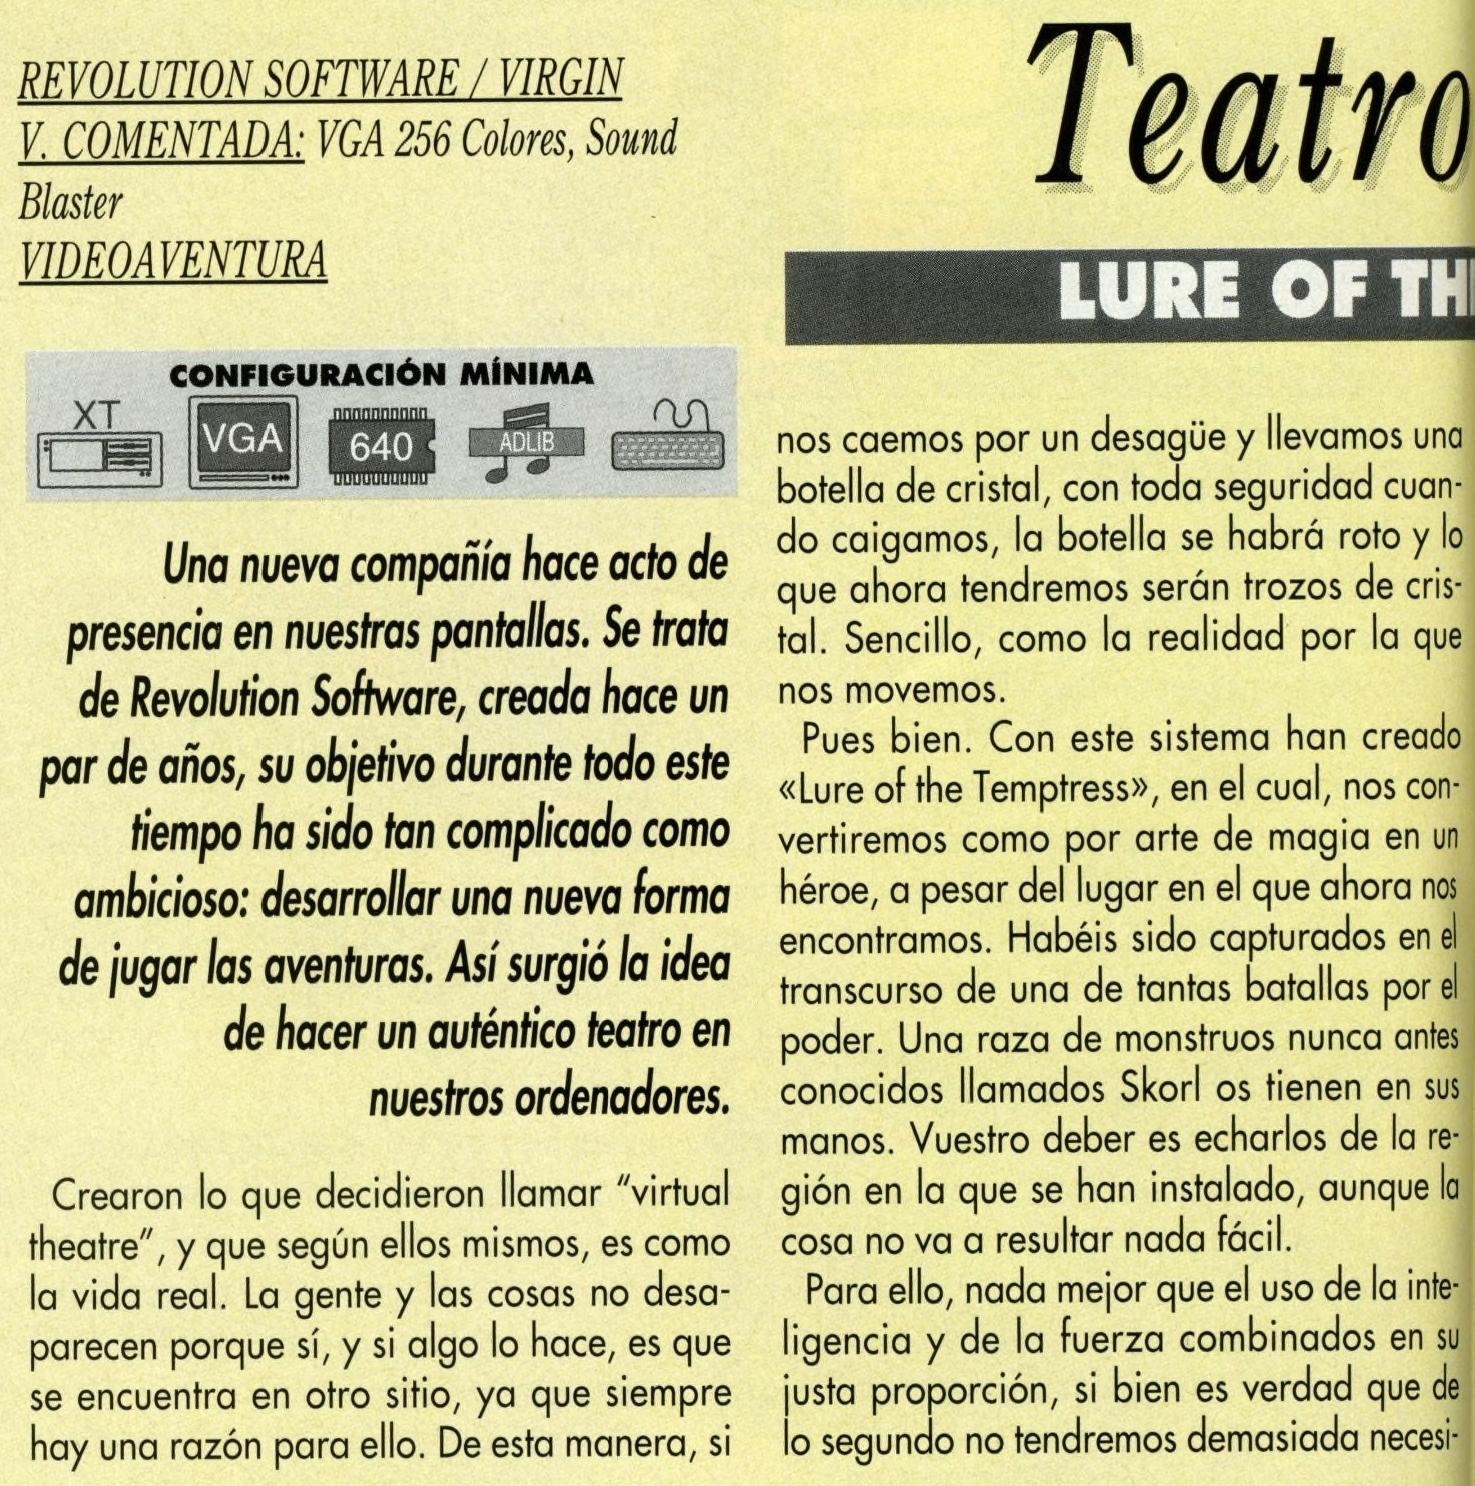 REVOLUTION SOFTWARE / VIRGIN
V. COMENTADA: VGA 256 Colores, Sound
Blaster
VIDEOAVENTURA
CONFIGURACIÓN MÍNIMA
XT
VGA
640
ADLIB
Una nueva compañía hace acto de
presencia en nuestras pantallas. Se trata
de Revolution Software, creada hace un
par de años, su objetivo durante todo este
tiempo ha sido tan complicado como
ambicioso: desarrollar una nueva forma
de jugar las aventuras. Así surgió la idea
de hacer un auténtico teatro en
nuestros ordenadores.
Crearon lo que decidieron llamar "virtual
theatre", y que según ellos mismos, es como
la vida real. La gente y las cosas no desa-
parecen porque sí, y si algo lo hace, es que
se encuentra en otro sitio, ya que siempre
hay una razón para ello. De esta manera, si
Teatro
LURE OF TH
nos caemos por un desagüe y llevamos una
botella de cristal, con toda seguridad cuan-
do caigamos, la botella se habrá roto y lo
que ahora tendremos serán trozos de cris-
tal. Sencillo, como la realidad por la que
nos movemos.
Pues bien. Con este sistema han creado
«Lure of the Temptress», en el cual, nos con-
vertiremos como por arte de magia en un
héroe, a pesar del lugar en el que ahora nos
encontramos. Habéis sido capturados en el
transcurso de una de tantas batallas por el
poder. Una raza de monstruos nunca antes
conocidos llamados Skorl os tienen en sus
manos. Vuestro deber es echarlos de la re-
gión en la que se han instalado, aunque la
cosa no va a resultar nada fácil.
Para ello, nada mejor que el uso de la inte-
ligencia y de la fuerza combinados en su
justa proporción, si bien es verdad que de
lo segundo no tendremos demasiada necesi-